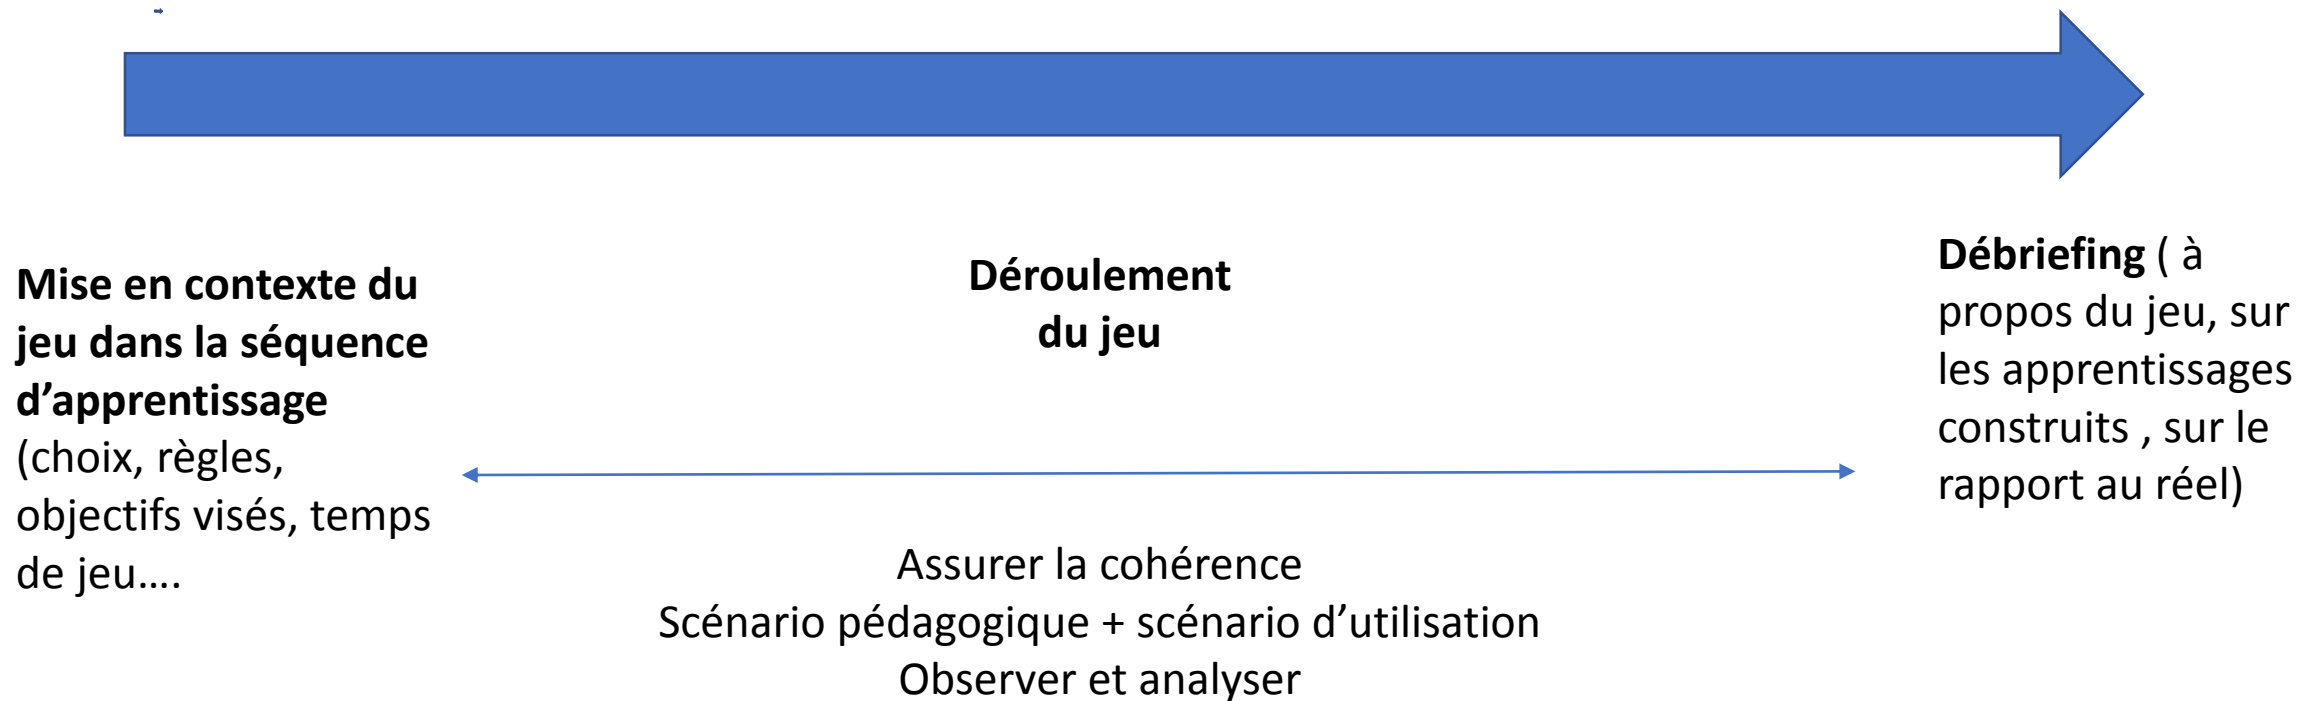 Mise en contexte du
jeu dans la séquence
d’apprentissage
(choix, règles,
objectifs visés, temps
de jeu….
Déroulement
du jeu
Assurer la cohérence
Scénario pédagogique + scénario d’utilisation
Observer et analyser
Débriefing ( à
propos du jeu, sur
les apprentissages
construits , sur le
rapport au réel)